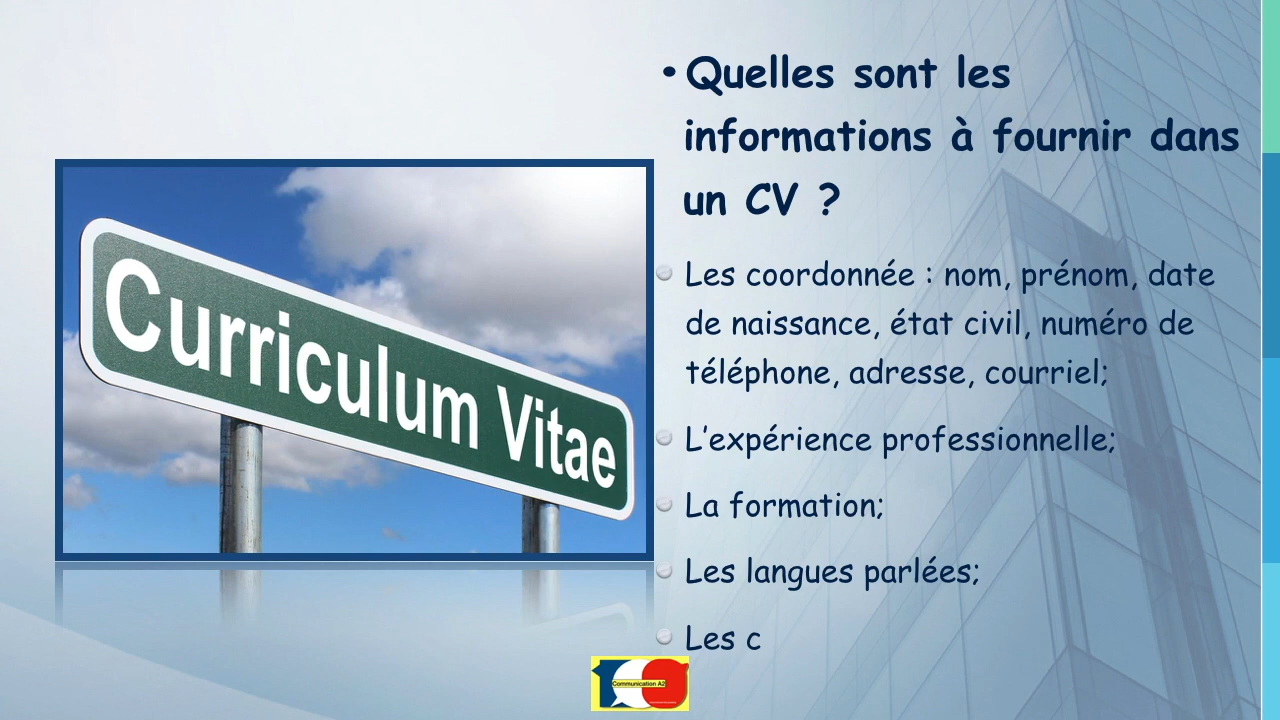 • Quelles sont les
informations à fournir dans
un CV ?
Les coordonnée : nom, prénom, date
de naissance, état civil, numéro de
téléphone, adresse, courriel;
L’expérience professionnelle;
La formation;
Les langues parlées;
Les c
Curriculum Vitae
Communication A2